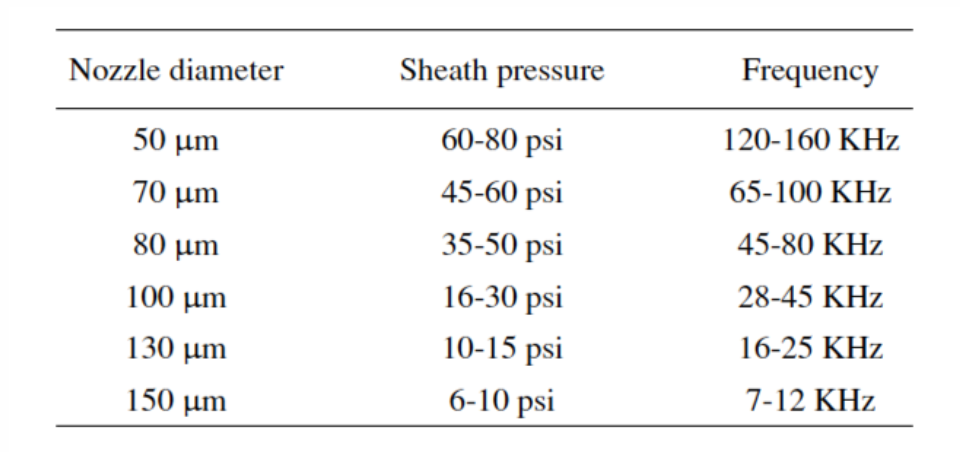 Nozzle diameter Sheath pressure Frequency
50 μm 60-80 psi 120-160 KHz
70 μm 45-60 psi 65-100 KHz
80 μm 35-50 psi 45-80 KHz
100 μm 16-30 psi 28-45 KHz
130 μm 10-15 psi 16-25 KHz
150 μm 6-10 psi 7-12 KHz